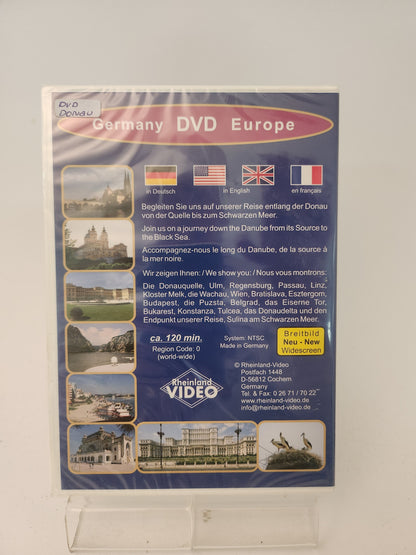 DVD
DONAU
Germany DVD Europe
in Deutsch
in English
en français
Begleiten Sie uns auf unserer Reise entlang der Donau
von der Quelle bis zum Schwarzen Meer.
Join us on a journey down the Danube from its Source to
the Black Sea.
Accompagnez-nous le long du Danube, de la source à
la mer noire.
Wir zeigen Ihnen: / We show you: / Nous vous montrons:
Die Donauquelle, Ulm, Regensburg, Passau, Linz,
Kloster Melk, die Wachau, Wien, Bratislava, Esztergom,
Budapest, die Puszta, Belgrad, das Eiserne Tor,
Bukarest, Konstanza, Tulcea, das Donaudelta und den
Endpunkt unserer Reise, Sulina am Schwarzen Meer.
ca. 120 min.
Region Code: 0
(world-wide)
System: NTSC
Made in Germany
Breitbild
Neu - New
Widescreen
Rheinland
VIDEO
© Rheinland-Video
Postfach 1448
D-56812 Cochem
Germany
Tel. & Fax: 0 26 71 / 70 22
www.rheinland-video.de
info@rheinland-video.de